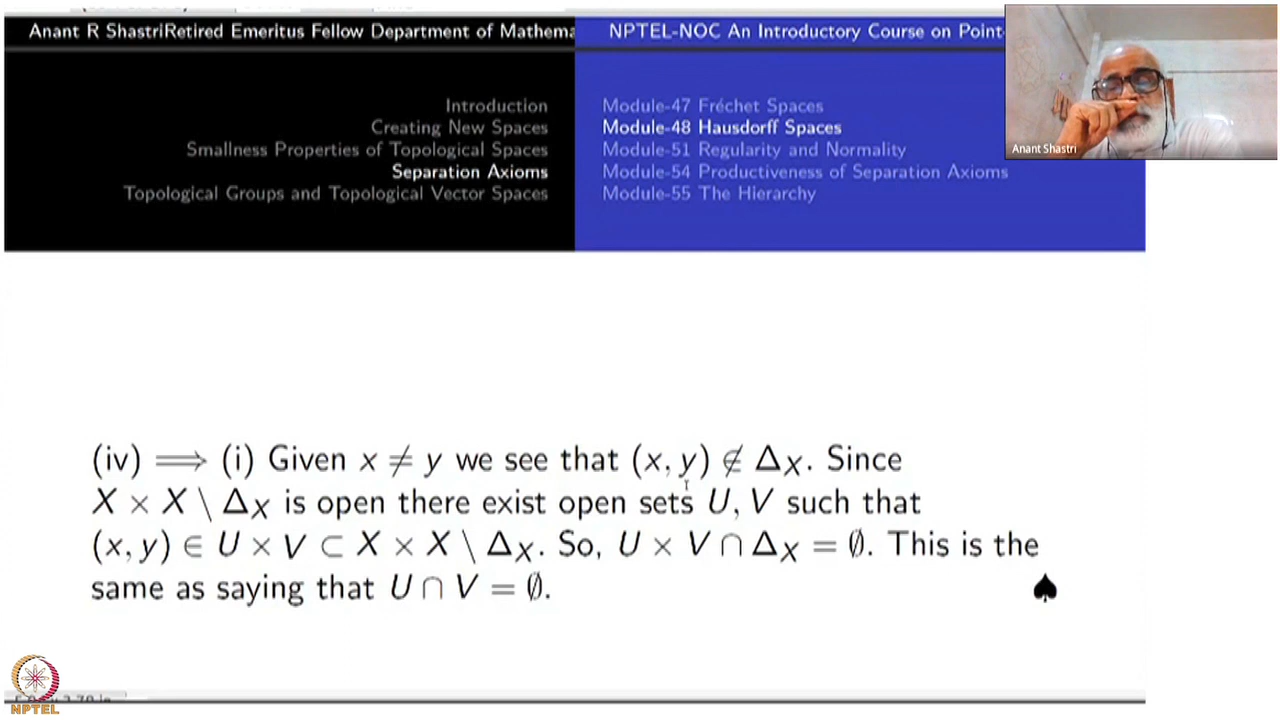 Anant R ShastriRetired Emeritus Fellow Department of Mathema
NPTEL-NOC An Introductory Course on Point-
Introduction
Creating New Spaces
Smallness Properties of Topological Spaces
Separation Axioms
Topological Groups and Topological Vector Spaces
Module-47 Fréchet Spaces
Module-48 Hausdorff Spaces
Module-51 Regularity and Normality
Module-54 Productiveness of Separation Axioms
Module-55 The Hierarchy
Anant Shastri
(iv) ⟹ (i) Given x ≠ y we see that (x, y) ∉ Δ_X. Since
X × X \ Δ_X is open there exist open sets U, V such that
(x, y) ∈ U × V ⊂ X × X \ Δ_X. So, U × V ∩ Δ_X = ∅. This is the
same as saying that U ∩ V = ∅. ♠
NPTEL